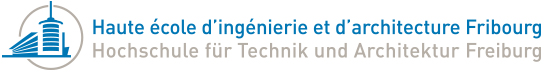 Haute école d'ingénierie et d'architecture Fribourg
Hochschule für Technik und Architektur Freiburg